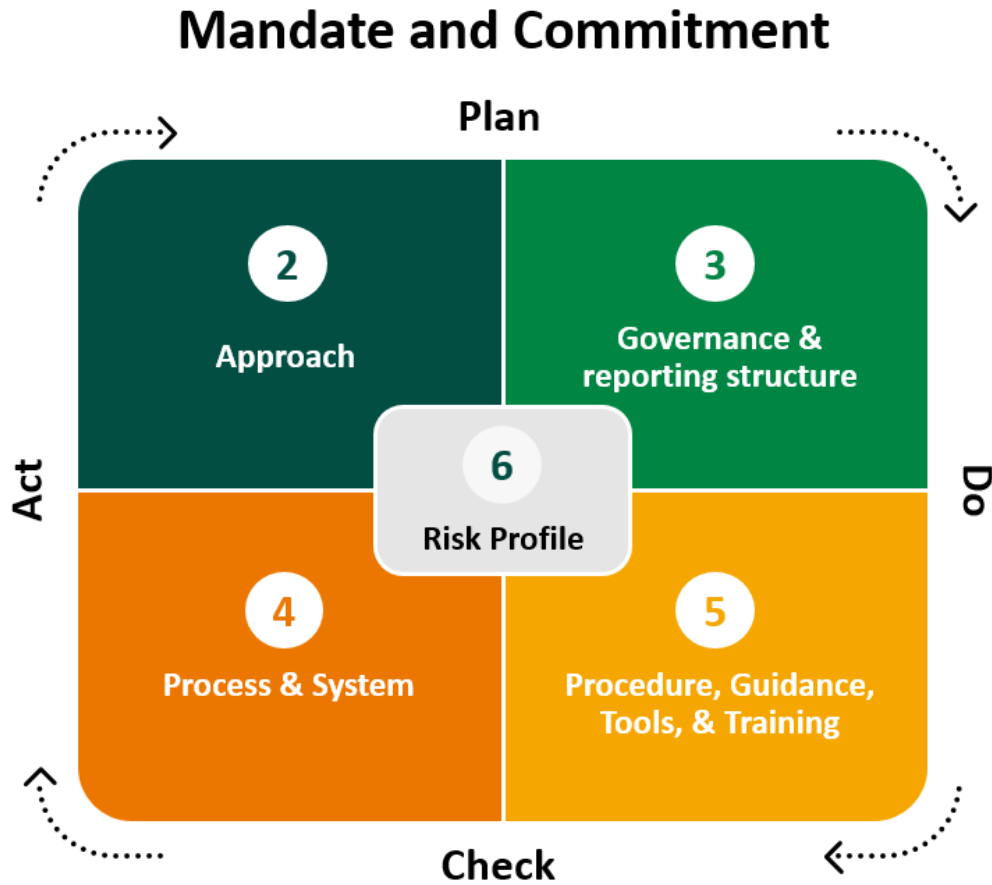 Mandate and Commitment
Plan
2
Approach
3
Governance &
reporting structure
Act
Do
6
Risk Profile
4
Process & System
5
Procedure, Guidance,
Tools, & Training
Check